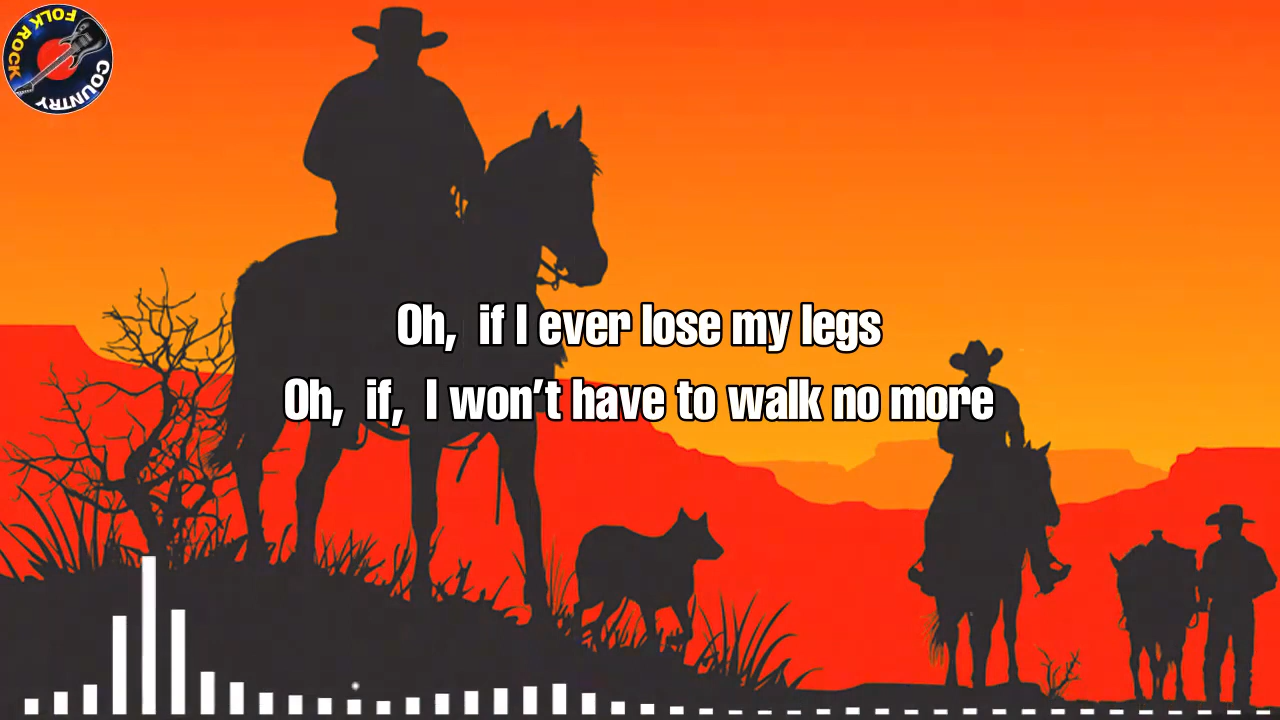 FOLK ROCK
COUNTRY
Oh, if I ever lose my legs
Oh, if, I won't have to walk no more